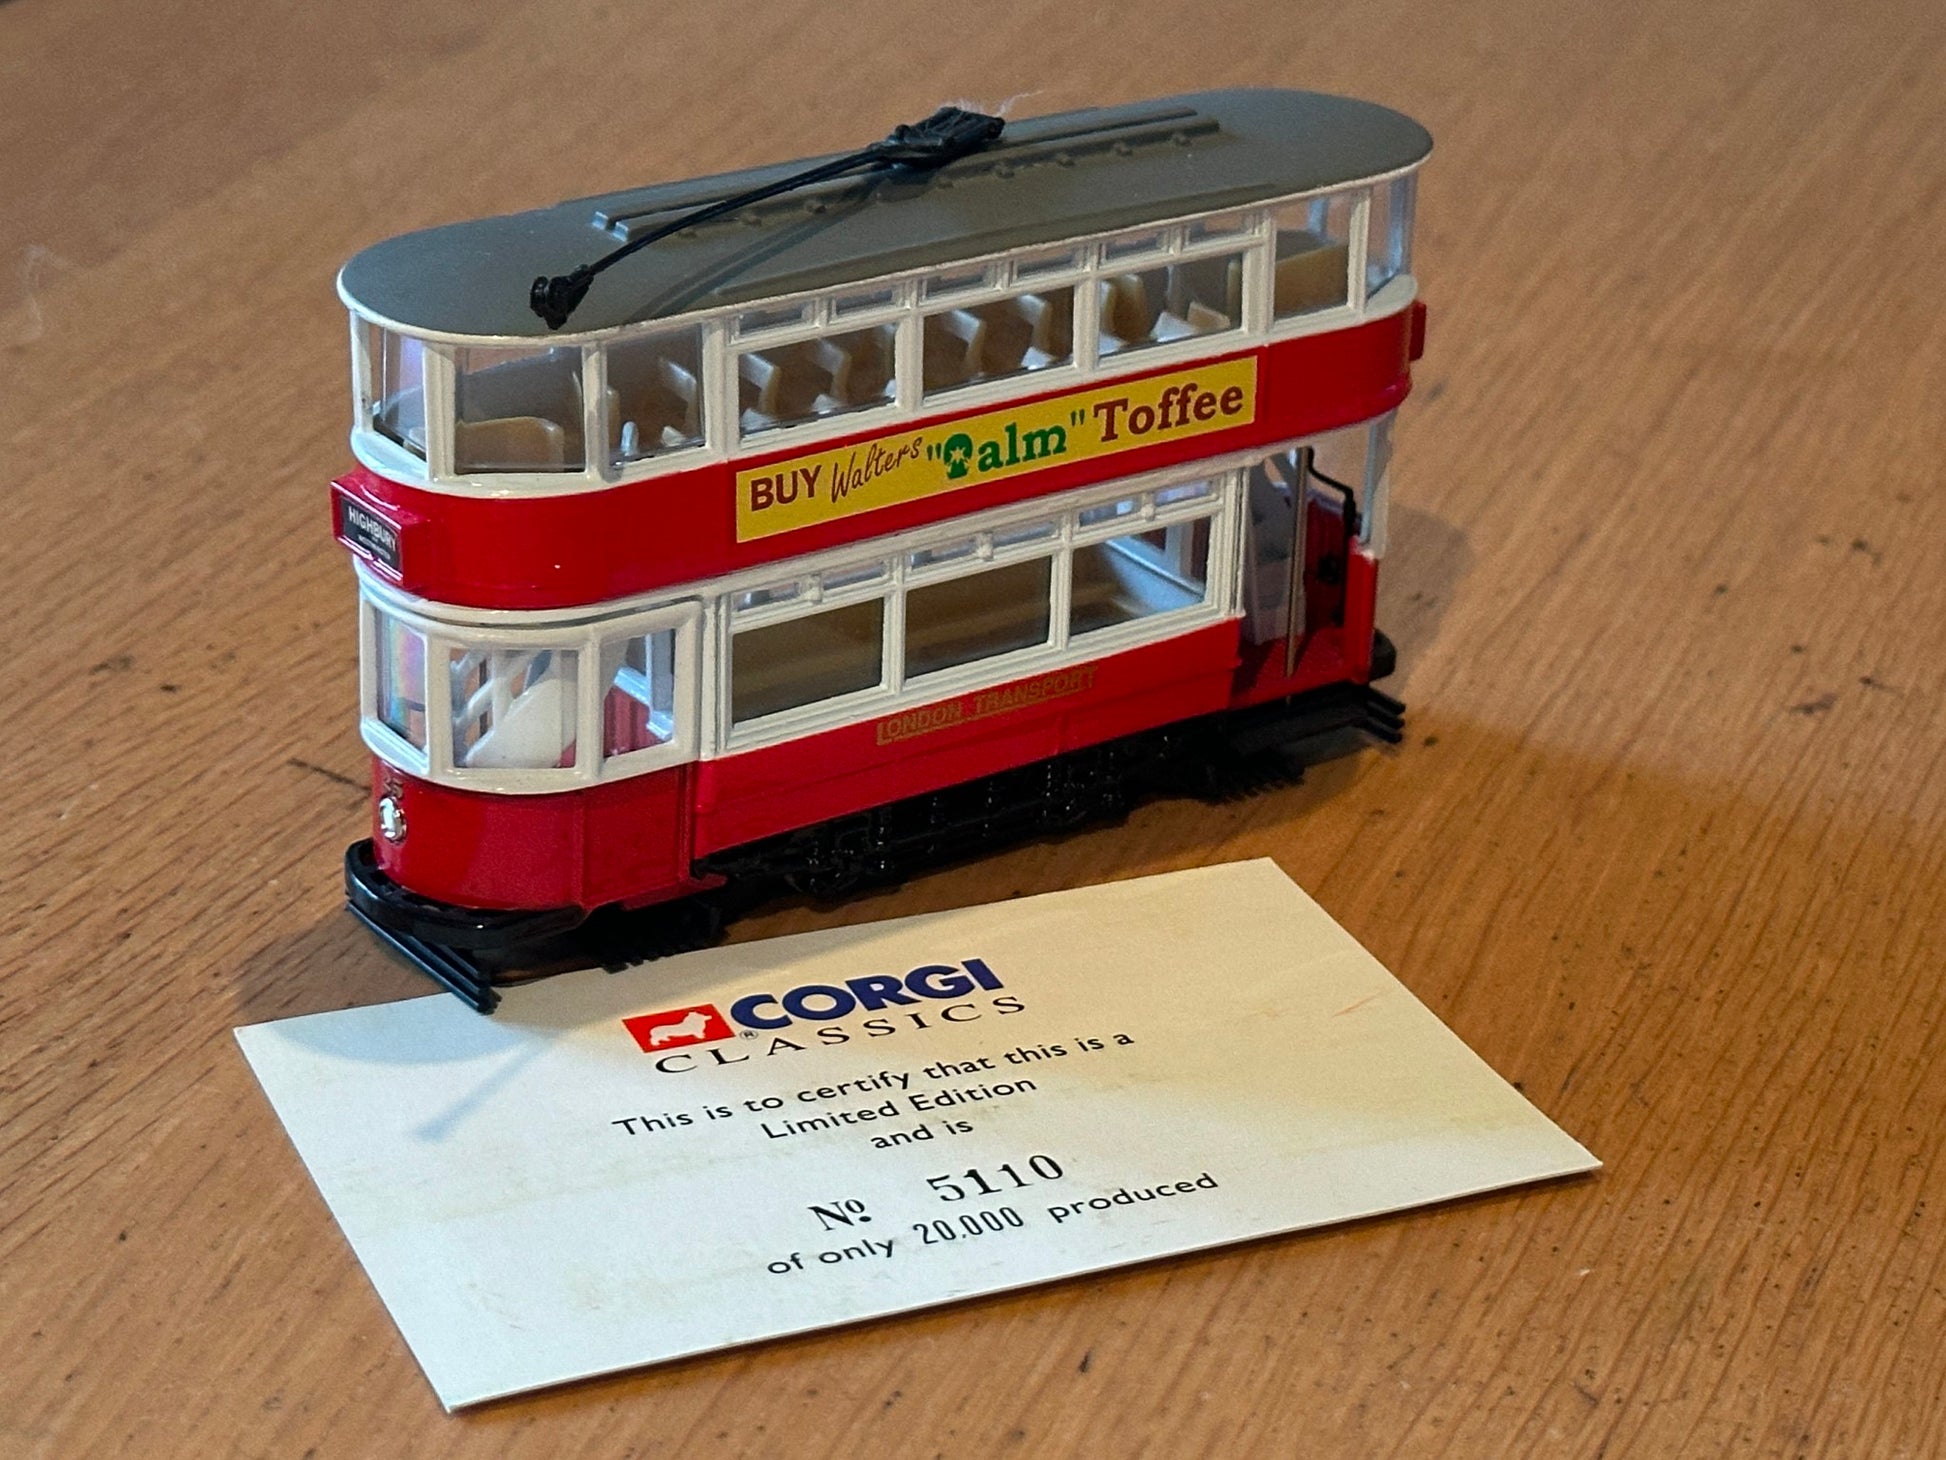 BUY Walters "Palm" Toffee
HIGHBURY
LONDON TRANSPORT
35
CORGI
®
CLASSICS
This is to certify that this is a
Limited Edition
and is
Nº 5110
of only 20.000 produced